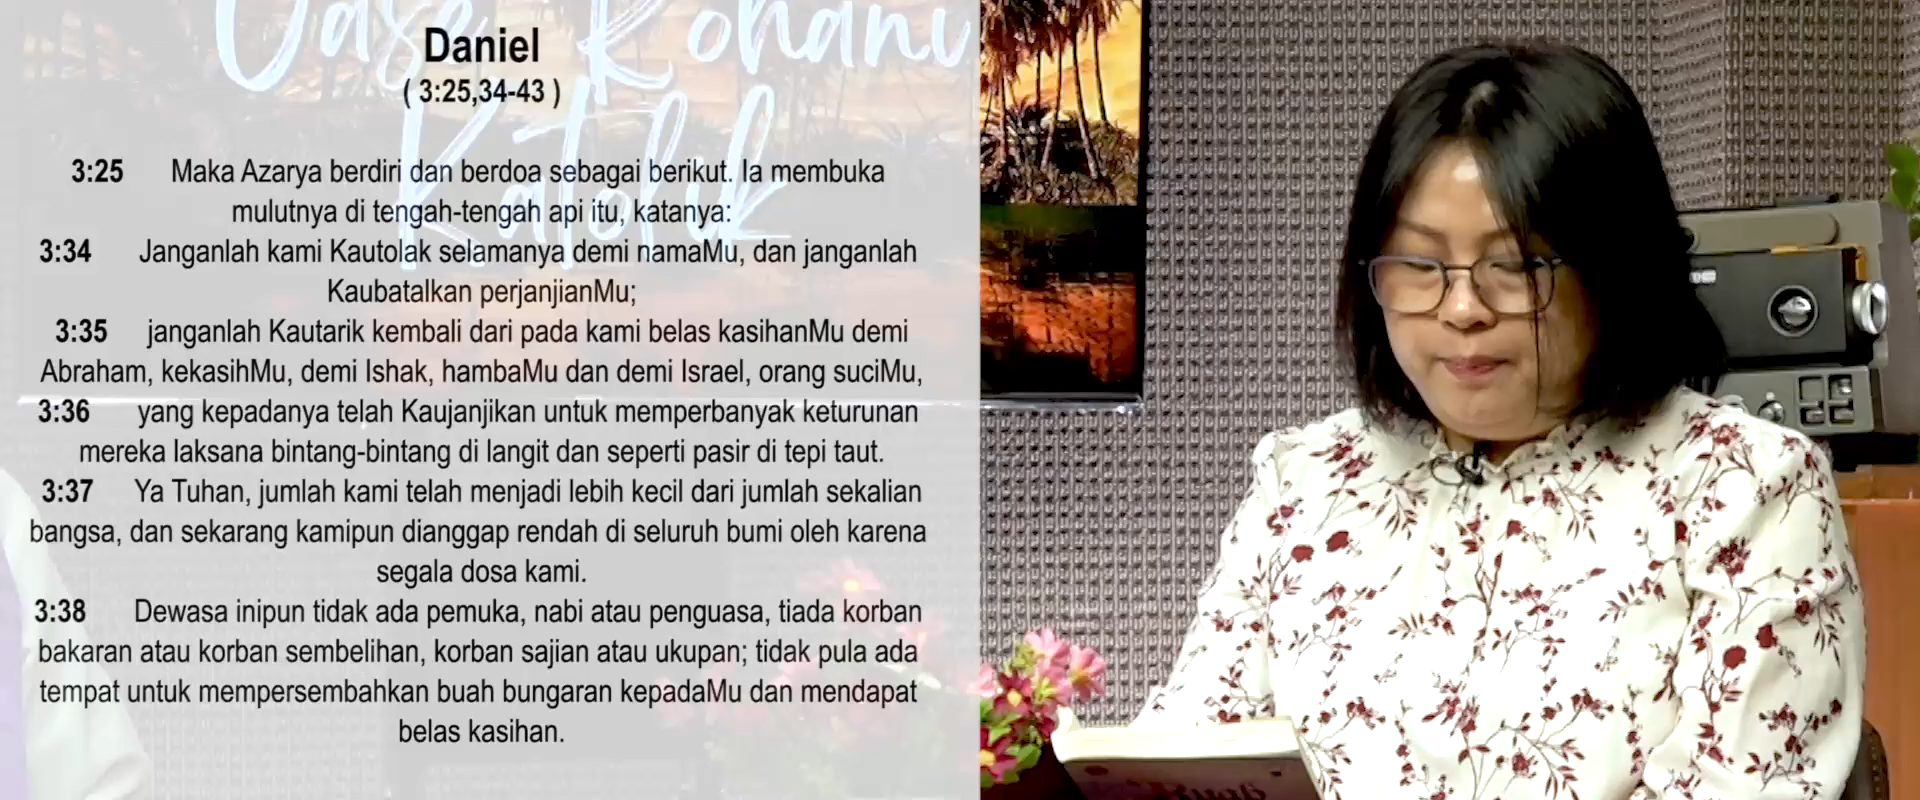 Oase Rohani
Katolik
Daniel
( 3:25,34-43 )
3:25 Maka Azarya berdiri dan berdoa sebagai berikut. Ia membuka
mulutnya di tengah-tengah api itu, katanya:
3:34 Janganlah kami Kautolak selamanya demi namaMu, dan janganlah
Kaubatalkan perjanjianMu;
3:35 janganlah Kautarik kembali dari pada kami belas kasihanMu demi
Abraham, kekasihMu, demi Ishak, hambaMu dan demi Israel, orang suciMu,
3:36 yang kepadanya telah Kaujanjikan untuk memperbanyak keturunan
mereka laksana bintang-bintang di langit dan seperti pasir di tepi taut.
3:37 Ya Tuhan, jumlah kami telah menjadi lebih kecil dari jumlah sekalian
bangsa, dan sekarang kamipun dianggap rendah di seluruh bumi oleh karena
segala dosa kami.
3:38 Dewasa inipun tidak ada pemuka, nabi atau penguasa, tiada korban
bakaran atau korban sembelihan, korban sajian atau ukupan; tidak pula ada
tempat untuk mempersembahkan buah bungaran kepadaMu dan mendapat
belas kasihan.